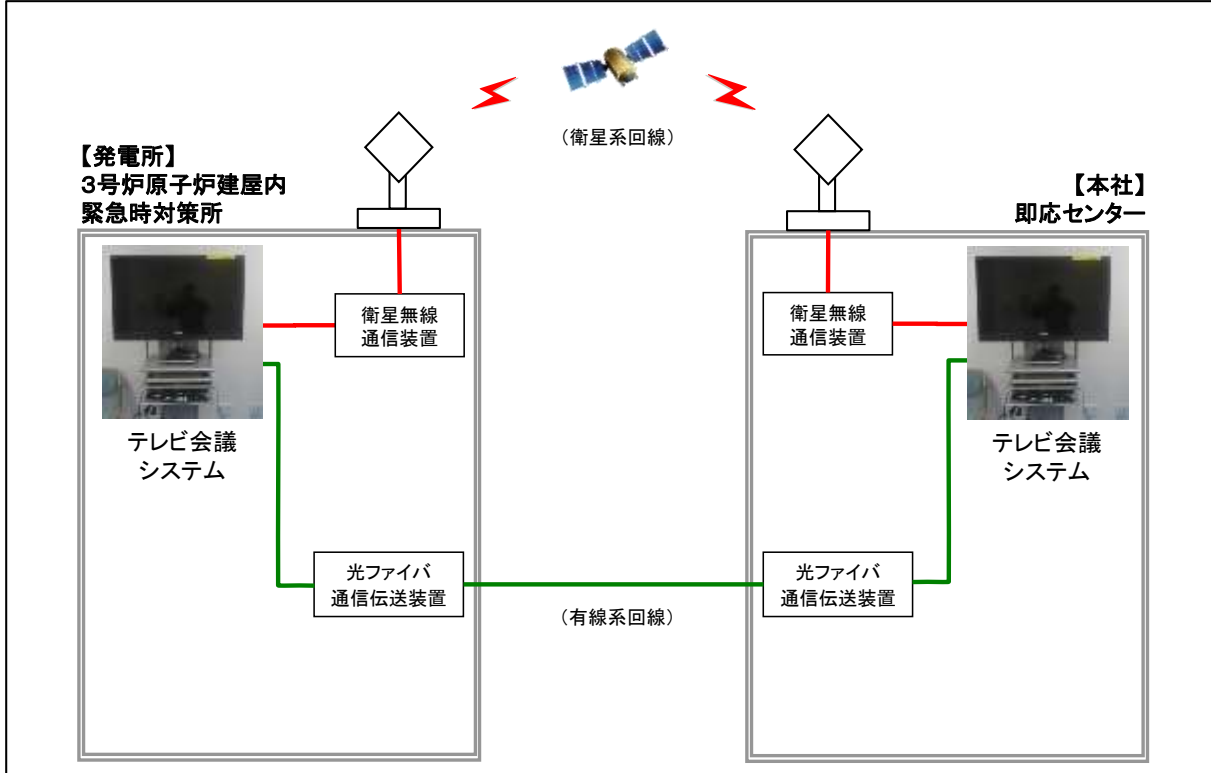 （衛星系回線）
【発電所】
３号炉原子炉建屋内
緊急時対策所
【本社】
即応センター
衛星無線
通信装置
衛星無線
通信装置
テレビ会議
システム
テレビ会議
システム
光ファイバ
通信伝送装置
光ファイバ
通信伝送装置
（有線系回線）